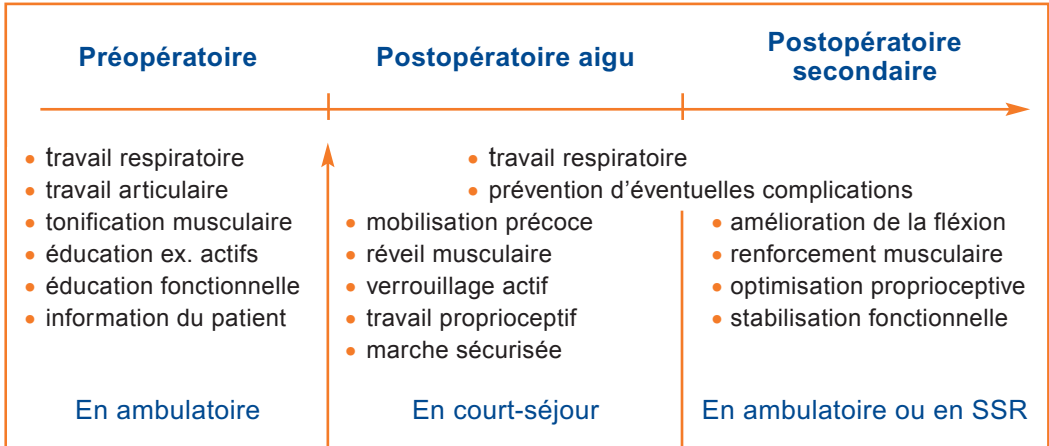 Préopératoire
Postopératoire aigu
Postopératoire
secondaire
• travail respiratoire
• travail articulaire
• tonification musculaire
• éducation ex. actifs
• éducation fonctionnelle
• information du patient
• travail respiratoire
• prévention d'éventuelles complications
• mobilisation précoce
• réveil musculaire
• verrouillage actif
• travail proprioceptif
• marche sécurisée
• amélioration de la fléxion
• renforcement musculaire
• optimisation proprioceptive
• stabilisation fonctionnelle
En ambulatoire
En court-séjour
En ambulatoire ou en SSR